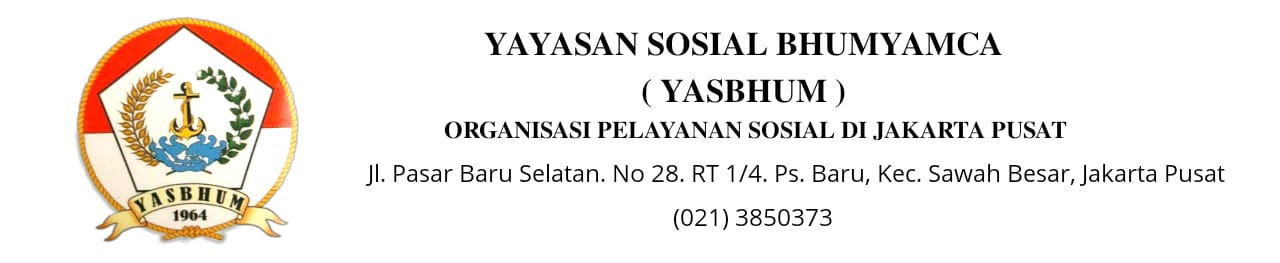 YAYASAN SOSIAL BHUMYAMCA
( YASBHUM )
ORGANISASI PELAYANAN SOSIAL DI JAKARTA PUSAT
Jl. Pasar Baru Selatan. No 28. RT 1/4. Ps. Baru, Kec. Sawah Besar, Jakarta Pusat
(021) 3850373
YASBHUM
1964